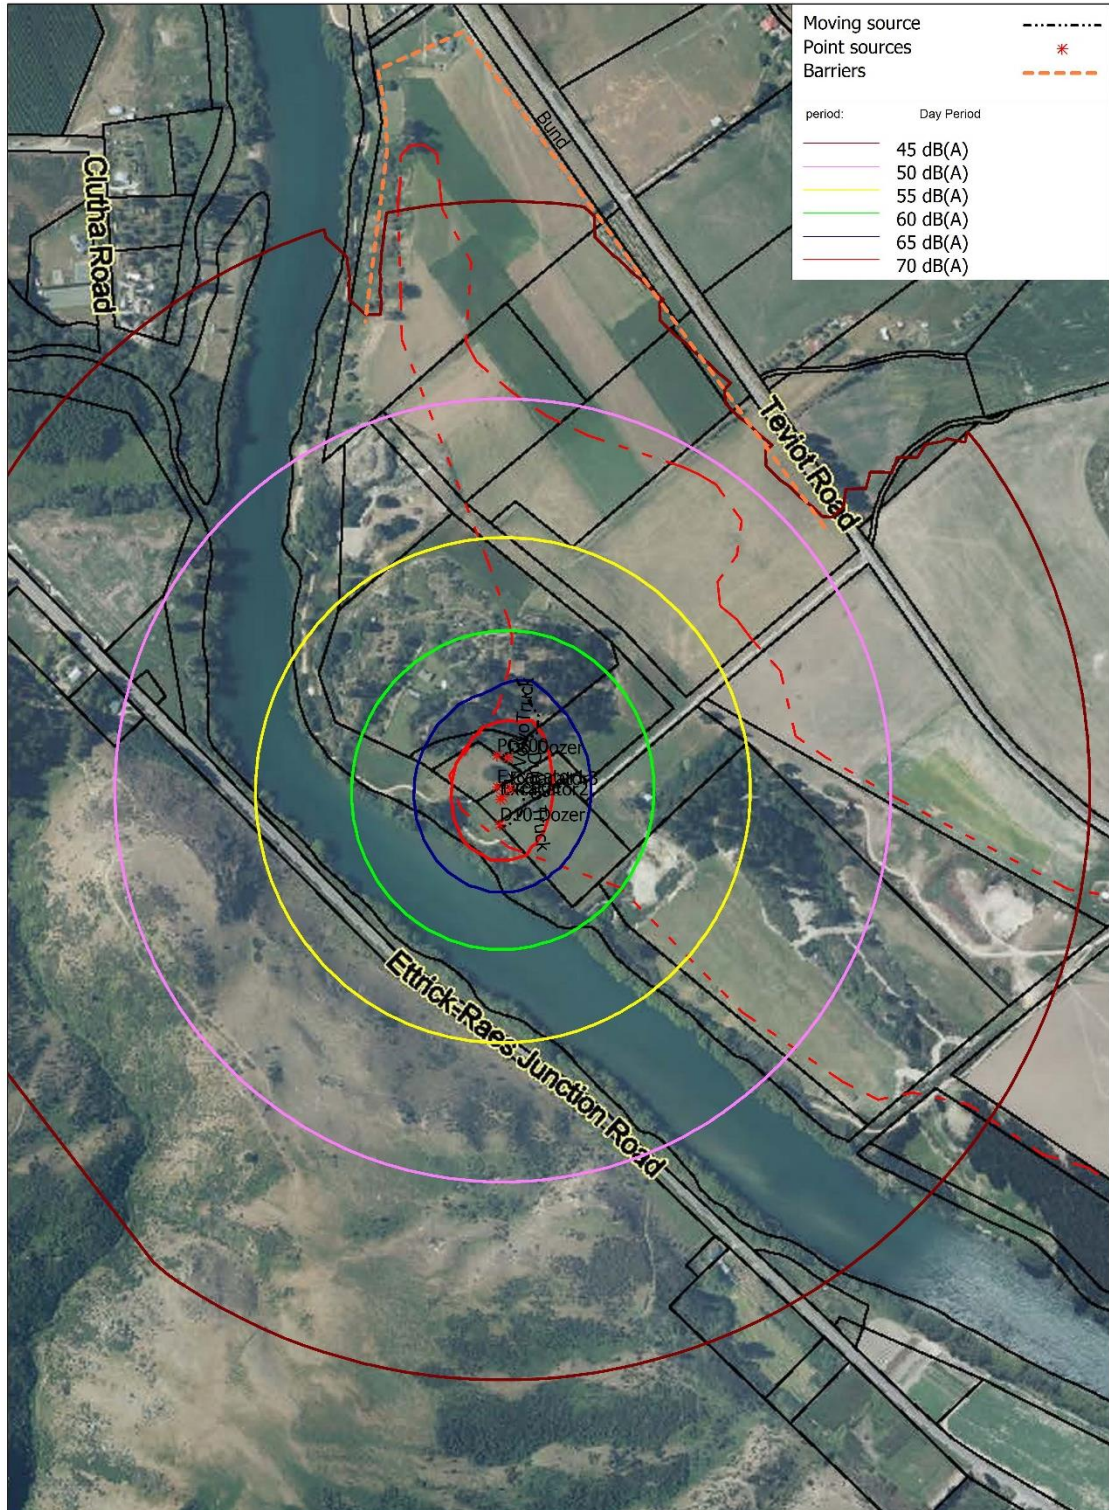 Moving source
Point sources
Barriers
period: Day Period
45 dB(A)
50 dB(A)
55 dB(A)
60 dB(A)
65 dB(A)
70 dB(A)
Bund
Clutha Road
Teviot Road
Dozer
D10 Dozer
Ettrick-Raes Junction Road